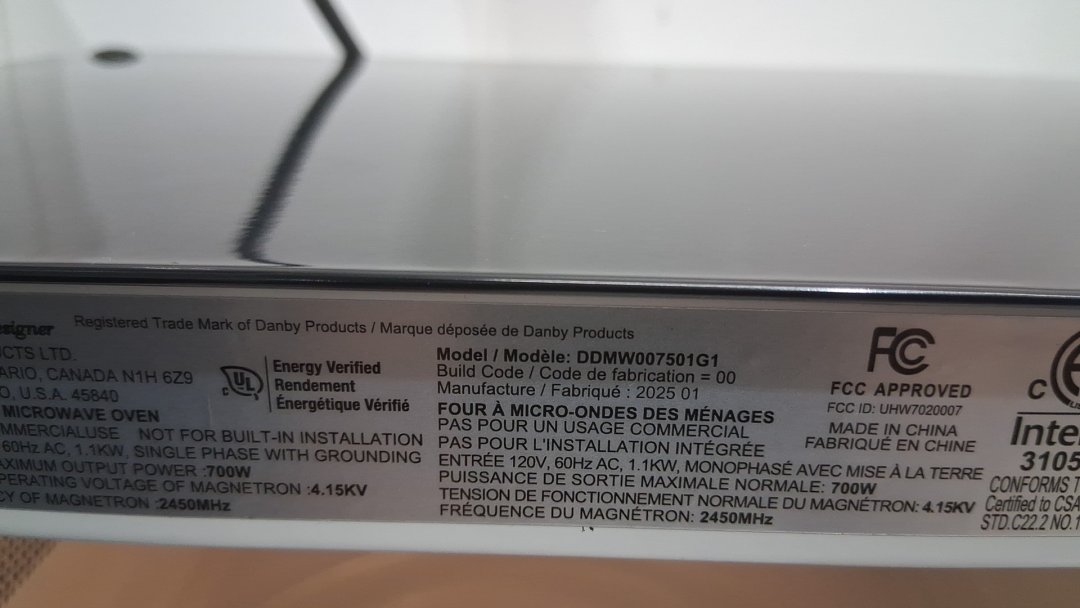 esigner Registered Trade Mark of Danby Products / Marque déposée de Danby Products
CTS LTD.
ARIO, CANADA N1H 6Z9
O, U.S.A. 45840
MICROWAVE OVEN
MMERCIALUSE NOT FOR BUILT-IN INSTALLATION
60Hz AC, 1.1KW, SINGLE PHASE WITH GROUNDING
AXIMUM OUTPUT POWER :700W
PERATING VOLTAGE OF MAGNETRON :4.15KV
CY OF MAGNETRON :2450MHz
c UL
Energy Verified
Rendement
Énergétique Vérifié
Model / Modèle: DDMW007501G1
Build Code / Code de fabrication = 00
Manufacture / Fabriqué : 2025 01
FOUR À MICRO-ONDES DES MÉNAGES
PAS POUR UN USAGE COMMERCIAL
PAS POUR L'INSTALLATION INTÉGRÉE
ENTRÉE 120V, 60Hz AC, 1.1KW, MONOPHASÉ AVEC MISE À LA TERRE
PUISSANCE DE SORTIE MAXIMALE NORMALE: 700W
TENSION DE FONCTIONNEMENT NORMALE DU MAGNÉTRON: 4.15KV
FRÉQUENCE DU MAGNÉTRON: 2450MHz
FC
FCC APPROVED
FCC ID: UHW7020007
MADE IN CHINA
FABRIQUÉ EN CHINE
C
Inte
3105
CONFORMS T
Certified to CSA
STD.C22.2 NO.1